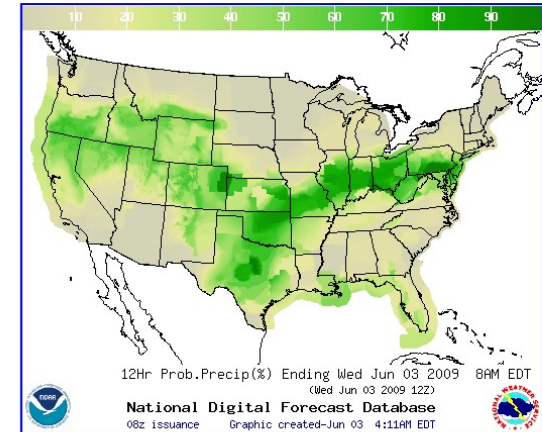 10 20 30 40 50 60 70 80 90
12Hr Prob.Precip(%) Ending Wed Jun 03 2009 8AM EDT
(Wed Jun 03 2009 12Z)
National Digital Forecast Database
08z issuance Graphic created-Jun 03 4:11AM EDT
NOAA